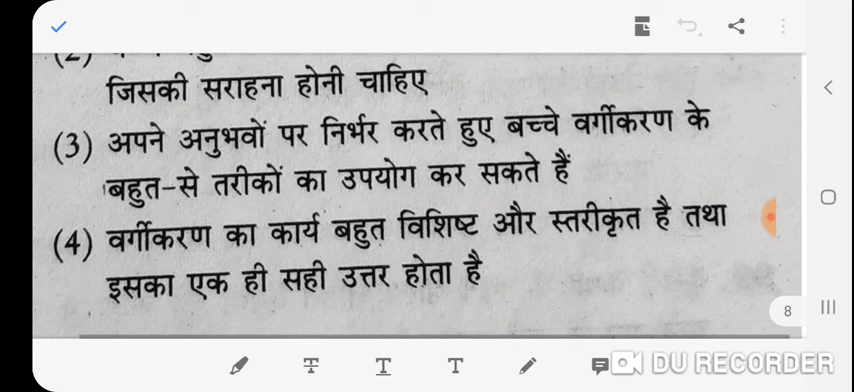 (2)
जिसकी सराहना होनी चाहिए
(3) अपने अनुभवों पर निर्भर करते हुए बच्चे वर्गीकरण के
बहुत-से तरीकों का उपयोग कर सकते हैं
(4) वर्गीकरण का कार्य बहुत विशिष्ट और स्तरीकृत है तथा
इसका एक ही सही उत्तर होता है
8
DU RECORDER